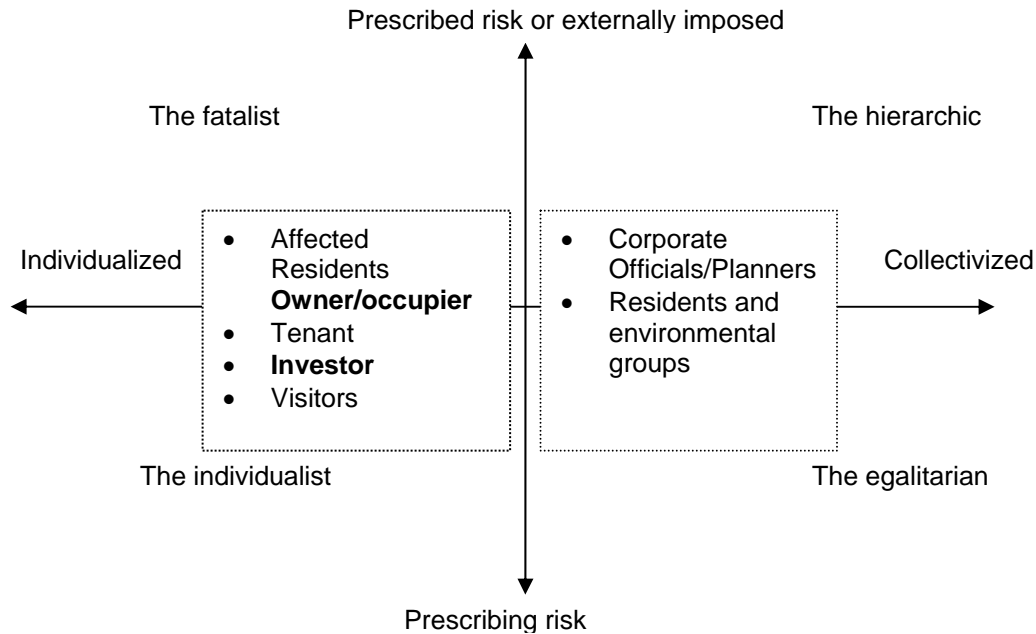 Prescribed risk or externally imposed
The fatalist
The hierarchic
Individualized
• Affected
Residents
Owner/occupier
• Tenant
• Investor
• Visitors
• Corporate
Officials/Planners
• Residents and
environmental
groups
Collectivized
The individualist
The egalitarian
Prescribing risk